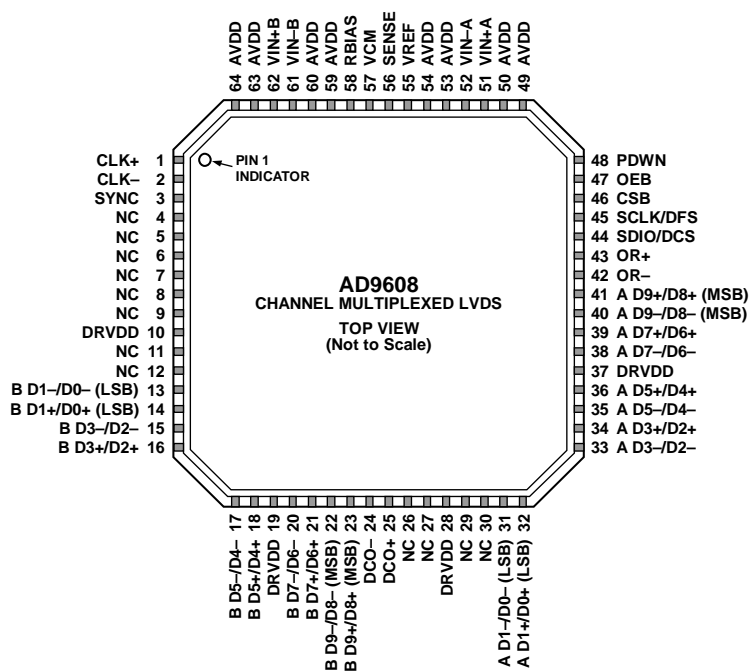 64 AVDD
63 AVDD
62 VIN+B
61 VIN–B
60 AVDD
59 AVDD
58 RBIAS
57 VCM
56 SENSE
55 VREF
54 AVDD
53 AVDD
52 VIN–A
51 VIN+A
50 AVDD
49 AVDD
CLK+ 1
CLK– 2
SYNC 3
NC 4
NC 5
NC 6
NC 7
NC 8
NC 9
DRVDD 10
NC 11
NC 12
B D1–/D0– (LSB) 13
B D1+/D0+ (LSB) 14
B D3–/D2– 15
B D3+/D2+ 16
PIN 1
INDICATOR
AD9608
CHANNEL MULTIPLEXED LVDS
TOP VIEW
(Not to Scale)
48 PDWN
47 OEB
46 CSB
45 SCLK/DFS
44 SDIO/DCS
43 OR+
42 OR–
41 A D9+/D8+ (MSB)
40 A D9–/D8– (MSB)
39 A D7+/D6+
38 A D7–/D6–
37 DRVDD
36 A D5+/D4+
35 A D5–/D4–
34 A D3+/D2+
33 A D3–/D2–
B D5–/D4– 17
B D5+/D4+ 18
DRVDD 19
B D7–/D6– 20
B D7+/D6+ 21
B D9–/D8– (MSB) 22
B D9+/D8+ (MSB) 23
DCO– 24
DCO+ 25
NC 26
NC 27
DRVDD 28
NC 29
NC 30
A D1–/D0– (LSB) 31
A D1+/D0+ (LSB) 32